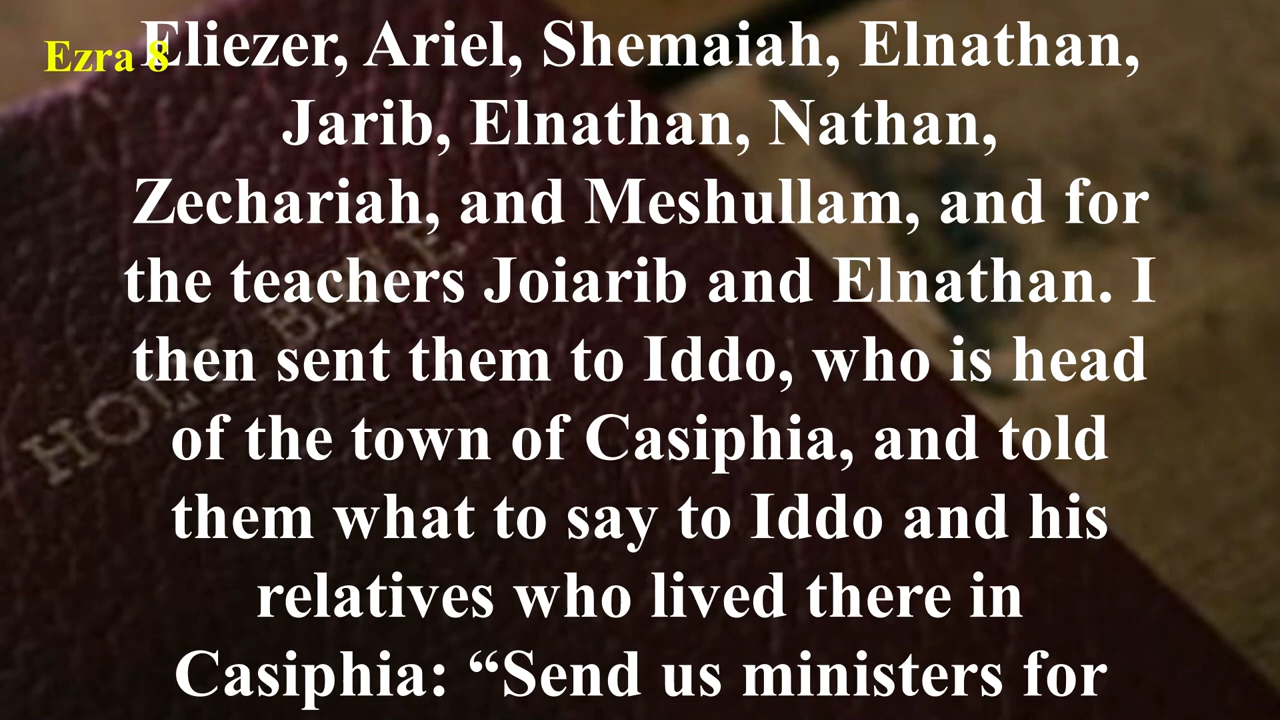 Ezra 8
Eliezer, Ariel, Shemaiah, Elnathan,
Jarib, Elnathan, Nathan,
Zechariah, and Meshullam, and for
the teachers Joiarib and Elnathan. I
then sent them to Iddo, who is head
of the town of Casiphia, and told
them what to say to Iddo and his
relatives who lived there in
Casiphia: “Send us ministers for
HOLY BIBLE